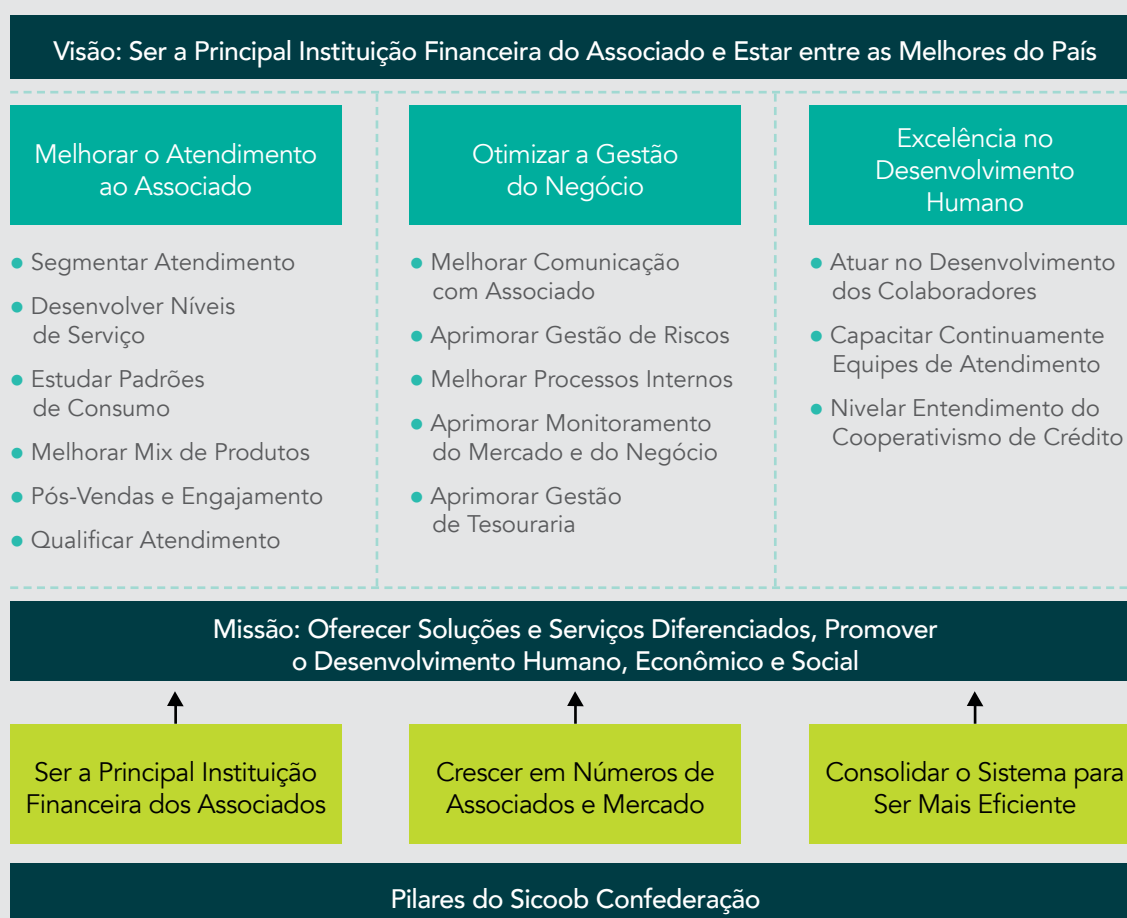 Visão: Ser a Principal Instituição Financeira do Associado e Estar entre as Melhores do País
Melhorar o Atendimento
ao Associado
● Segmentar Atendimento
● Desenvolver Níveis
de Serviço
● Estudar Padrões
de Consumo
● Melhorar Mix de Produtos
● Pós-Vendas e Engajamento
● Qualificar Atendimento
Otimizar a Gestão
do Negócio
● Melhorar Comunicação
com Associado
● Aprimorar Gestão de Riscos
● Melhorar Processos Internos
● Aprimorar Monitoramento
do Mercado e do Negócio
● Aprimorar Gestão
de Tesouraria
Excelência no
Desenvolvimento
Humano
● Atuar no Desenvolvimento
dos Colaboradores
● Capacitar Continuamente
Equipes de Atendimento
● Nivelar Entendimento do
Cooperativismo de Crédito
Missão: Oferecer Soluções e Serviços Diferenciados, Promover
o Desenvolvimento Humano, Econômico e Social
Ser a Principal Instituição
Financeira dos Associados
Crescer em Números de
Associados e Mercado
Consolidar o Sistema para
Ser Mais Eficiente
Pilares do Sicoob Confederação